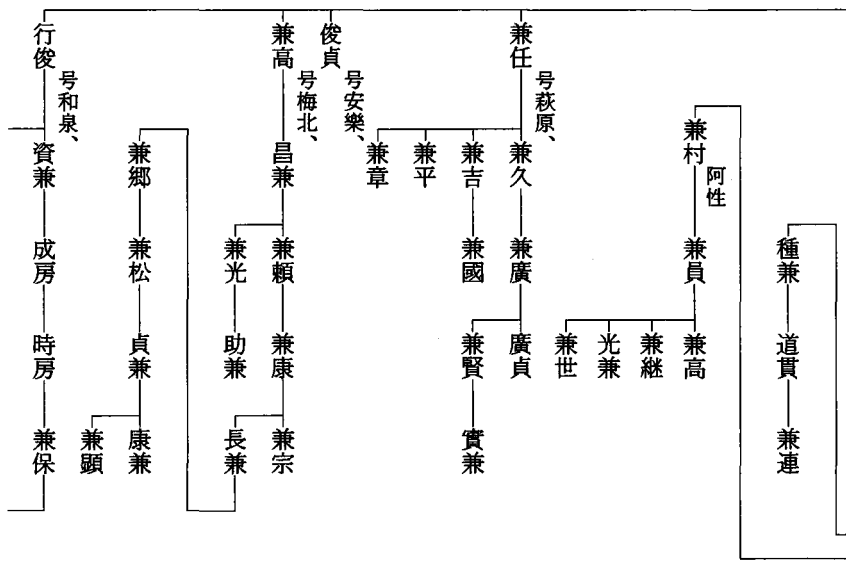 種兼
道貫
兼連
兼村
阿性
兼員
兼高
兼継
光兼
兼世
兼任
号萩原、
兼久
兼吉
兼平
兼章
兼廣
兼國
廣貞
兼賢
實兼
俊貞
号安樂、
兼高
号梅北、
昌兼
兼頼
兼光
兼康
助兼
兼宗
長兼
兼郷
兼松
貞兼
康兼
兼顕
行俊
号和泉、
資兼
成房
時房
兼保